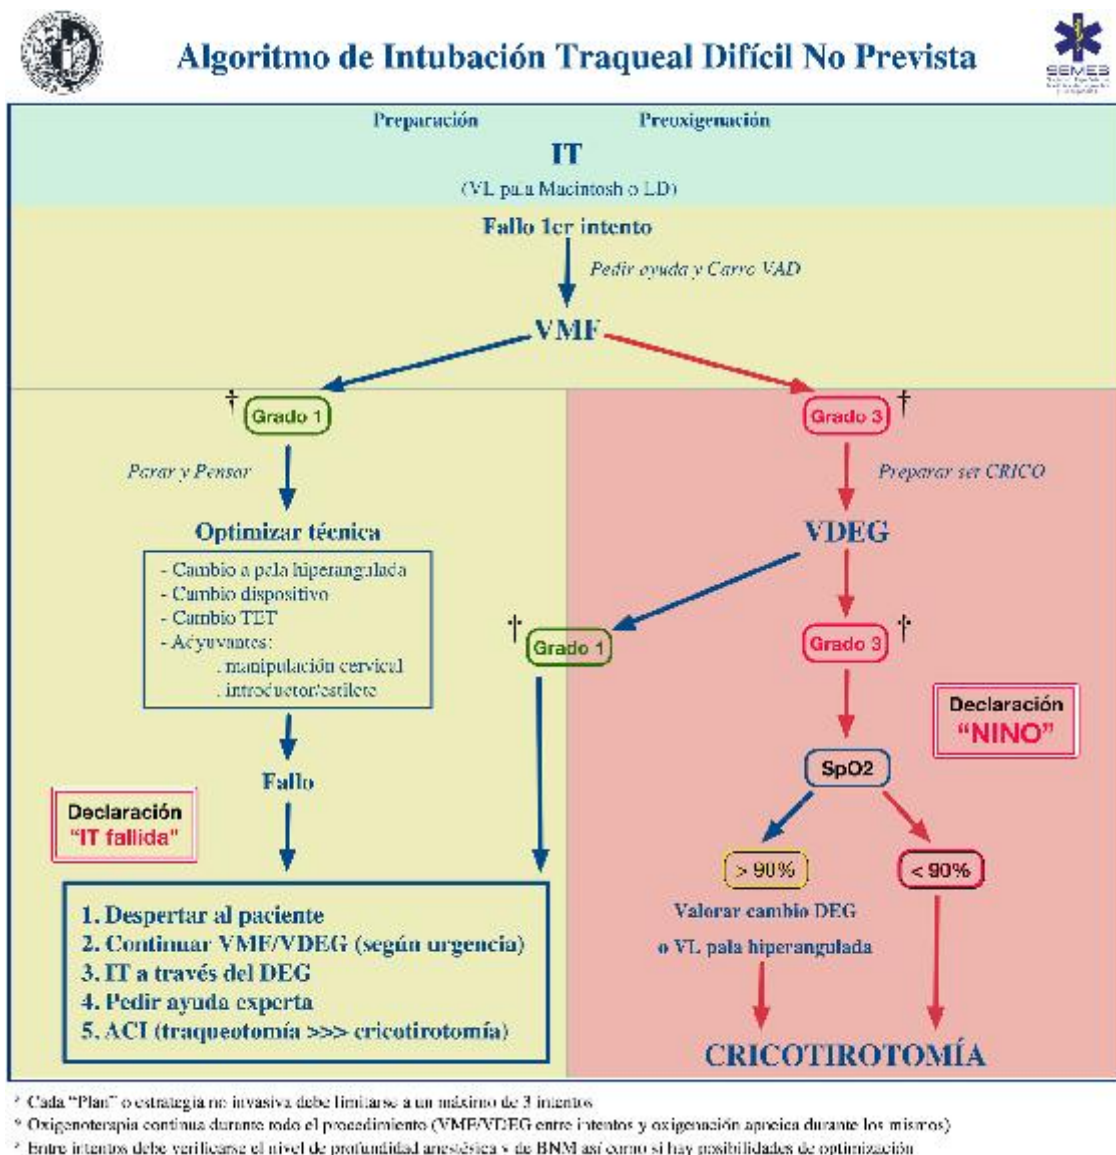 SEMES
Algoritmo de Intubación Traqueal Difícil No Prevista
Preparación Preoxigenación
IT
(VL pala Macintosh o LD)
Fallo 1er intento
Pedir ayuda y Carro VAD
VMF
† Grado 1
Grado 3 †
Parar y Pensar
Preparar set CRICO
Optimizar técnica
- Cambio a pala hiperangulada
- Cambio dispositivo
- Cambio TET
- Adyuvantes:
. manipulación cervical
. introductor/estilete
VDEG
† Grado 1
Grado 3 †
Fallo
Declaración
"IT fallida"
Declaración
"NINO"
SpO2
> 90%
< 90%
Valorar cambio DEG
o VL pala hiperangulada
1. Despertar al paciente
2. Continuar VMF/VDEG (según urgencia)
3. IT a través del DEG
4. Pedir ayuda experta
5. ACI (traqueotomía >>> cricotirotomía)
CRICOTIROTOMÍA
Cada "Plan" o estrategia no invasiva debe limitarse a un máximo de 3 intentos
Oxigenoterapia continua durante todo el procedimiento (VMF/VDEG entre intentos y oxigenación apneica durante los mismos)
Entre intentos debe verificarse el nivel de profundidad anestésica y de BNM así como si hay posibilidades de optimización